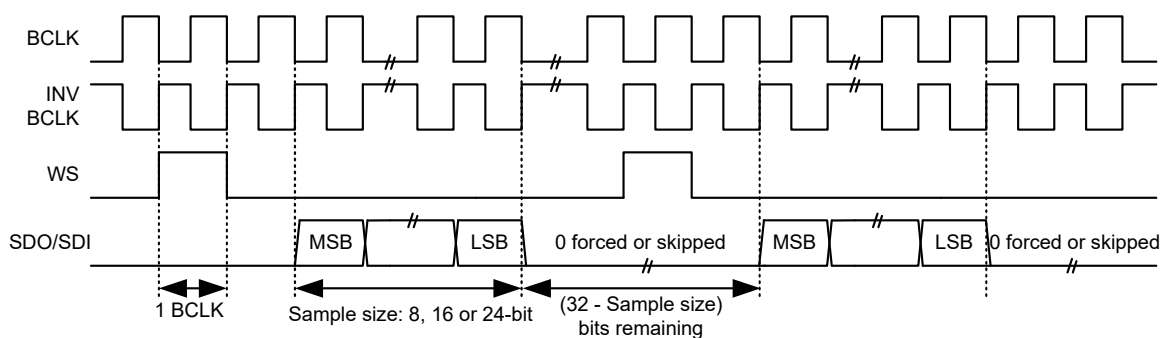 BCLK
INV
BCLK
WS
SDO/SDI
MSB
LSB
0 forced or skipped
MSB
LSB
0 forced or skipped
1 BCLK
Sample size: 8, 16 or 24-bit
(32 - Sample size)
bits remaining